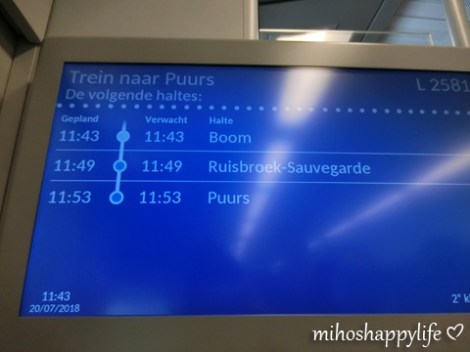 Trein naar Puurs L 2581
De volgende haltes:
Gepland Verwacht Halte
11:43 11:43 Boom
11:49 11:49 Ruisbroek-Sauvegarde
11:53 11:53 Puurs
11:43 2° k
20/07/2018
mihoshappylife ♡